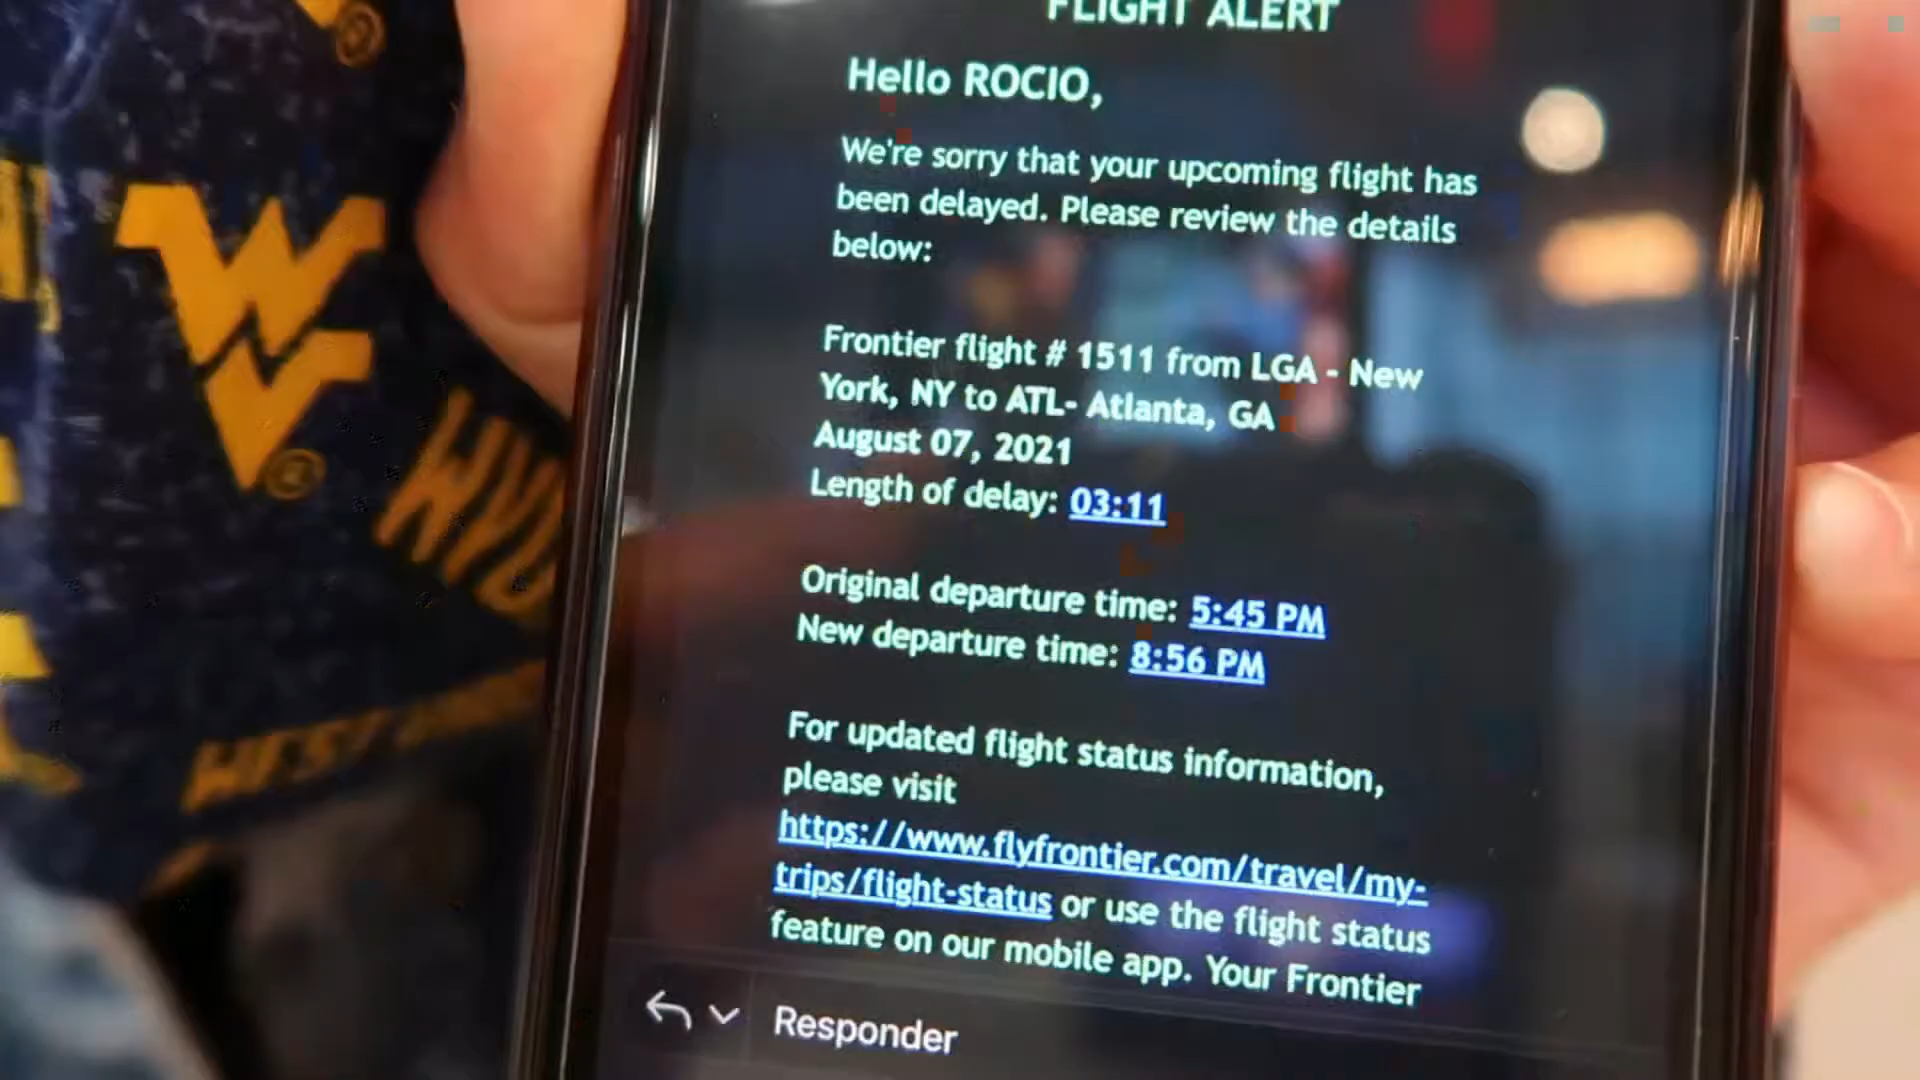 FLIGHT ALERT
Hello ROCIO,
We're sorry that your upcoming flight has
been delayed. Please review the details
below:
Frontier flight # 1511 from LGA - New
York, NY to ATL- Atlanta, GA
August 07, 2021
Length of delay: 03:11
Original departure time: 5:45 PM
New departure time: 8:56 PM
For updated flight status information,
please visit
https://www.flyfrontier.com/travel/my-
trips/flight-status or use the flight status
feature on our mobile app. Your Frontier
Responder
WV
®
WVU
WEST